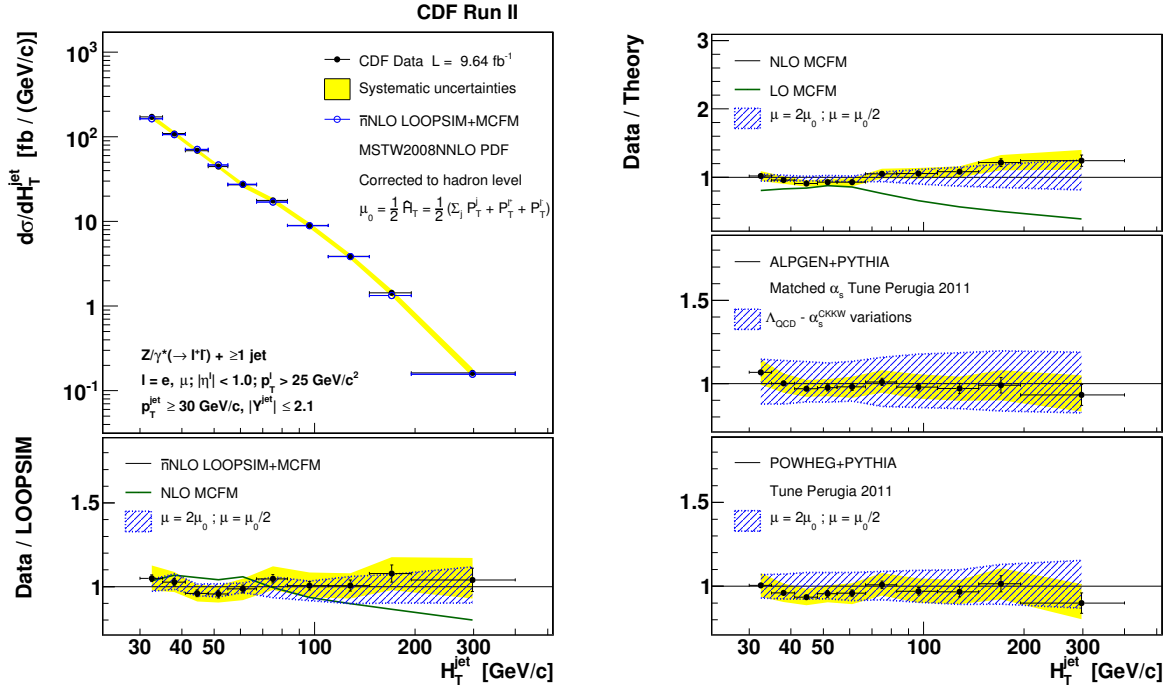 CDF Run II
dσ/dH_T^jet [fb / (GeV/c)]
10³
10²
10
1
10⁻¹
CDF Data L = 9.64 fb⁻¹
Systematic uncertainties
n̄NLO LOOPSIM+MCFM
MSTW2008NNLO PDF
Corrected to hadron level
μ₀ = 1/2 Ĥ_T = 1/2 (Σ_j P_T^j + P_T^l⁺ + P_T^l⁻)
Z/γ*(→ l⁺l⁻) + ≥1 jet
l = e, μ; |η^l| < 1.0; p_T^l > 25 GeV/c²
p_T^jet ≥ 30 GeV/c, |Y^jet| ≤ 2.1
Data / LOOPSIM
n̄NLO LOOPSIM+MCFM
NLO MCFM
μ = 2μ₀ ; μ = μ₀/2
1.5
1
30 40 50 100 200 300
H_T^jet [GeV/c]
Data / Theory
3
2
1
NLO MCFM
LO MCFM
μ = 2μ₀ ; μ = μ₀/2
ALPGEN+PYTHIA
Matched α_s Tune Perugia 2011
Λ_QCD - α_s^CKKW variations
1.5
1
POWHEG+PYTHIA
Tune Perugia 2011
μ = 2μ₀ ; μ = μ₀/2
1.5
1
30 40 50 100 200 300
H_T^jet [GeV/c]